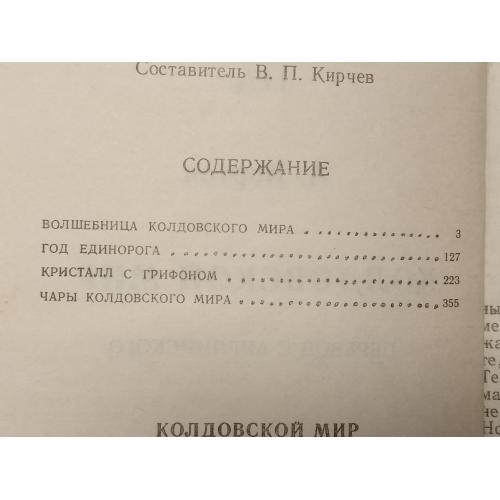 Составитель В. П. Кирчев
СОДЕРЖАНИЕ
ВОЛШЕБНИЦА КОЛДОВСКОГО МИРА . . . . . . . . . . . . 3
ГОД ЕДИНОРОГА . . . . . . . . . . . . . . . . . . . . . . . . 127
КРИСТАЛЛ С ГРИФОНОМ . . . . . . . . . . . . . . . . . . 223
ЧАРЫ КОЛДОВСКОГО МИРА . . . . . . . . . . . . . . . . . 355
КОЛДОВСКОЙ МИР